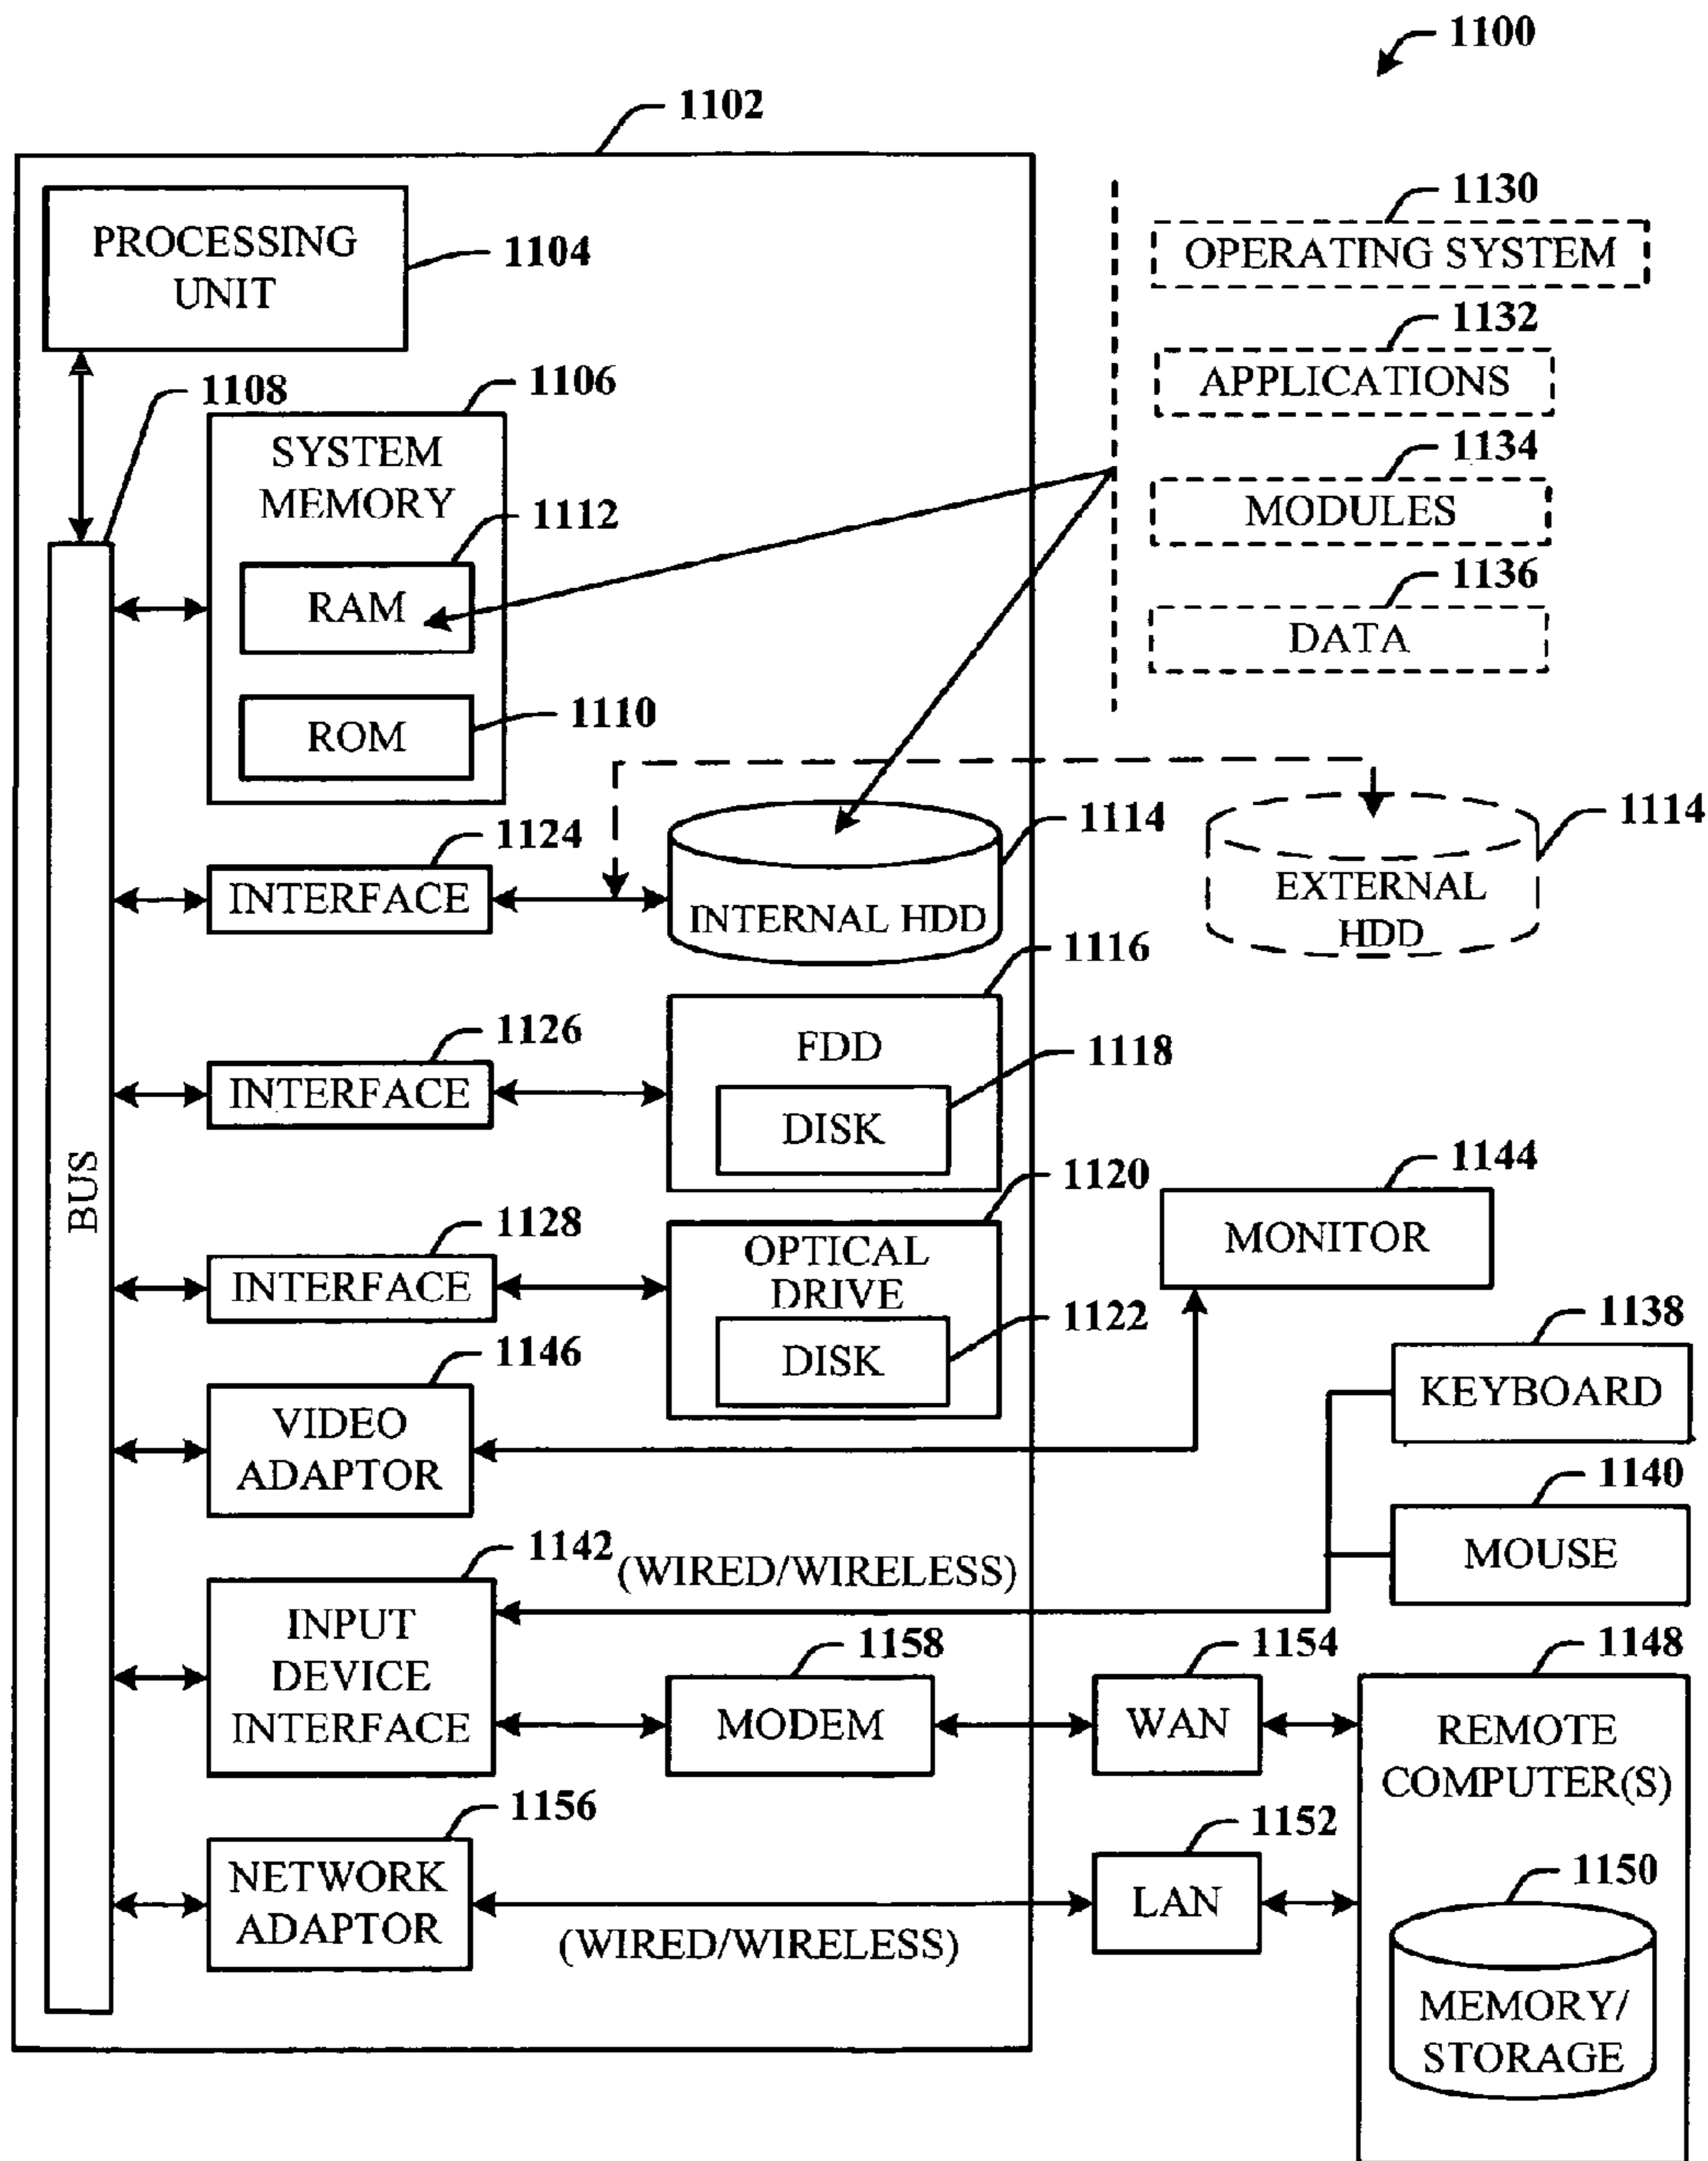 1100
1102
PROCESSING
UNIT
1104
1130
OPERATING SYSTEM
1132
APPLICATIONS
1134
MODULES
1136
DATA
1108
1106
SYSTEM
MEMORY
1112
RAM
1110
ROM
BUS
1124
INTERFACE
1114
INTERNAL HDD
1114
EXTERNAL
HDD
1126
INTERFACE
1116
FDD
1118
DISK
1128
INTERFACE
1120
OPTICAL
DRIVE
1122
DISK
1144
MONITOR
1146
VIDEO
ADAPTOR
1138
KEYBOARD
1140
MOUSE
1142
(WIRED/WIRELESS)
INPUT
DEVICE
INTERFACE
1158
MODEM
1154
WAN
1148
REMOTE
COMPUTER(S)
1156
NETWORK
ADAPTOR
(WIRED/WIRELESS)
1152
LAN
1150
MEMORY/
STORAGE